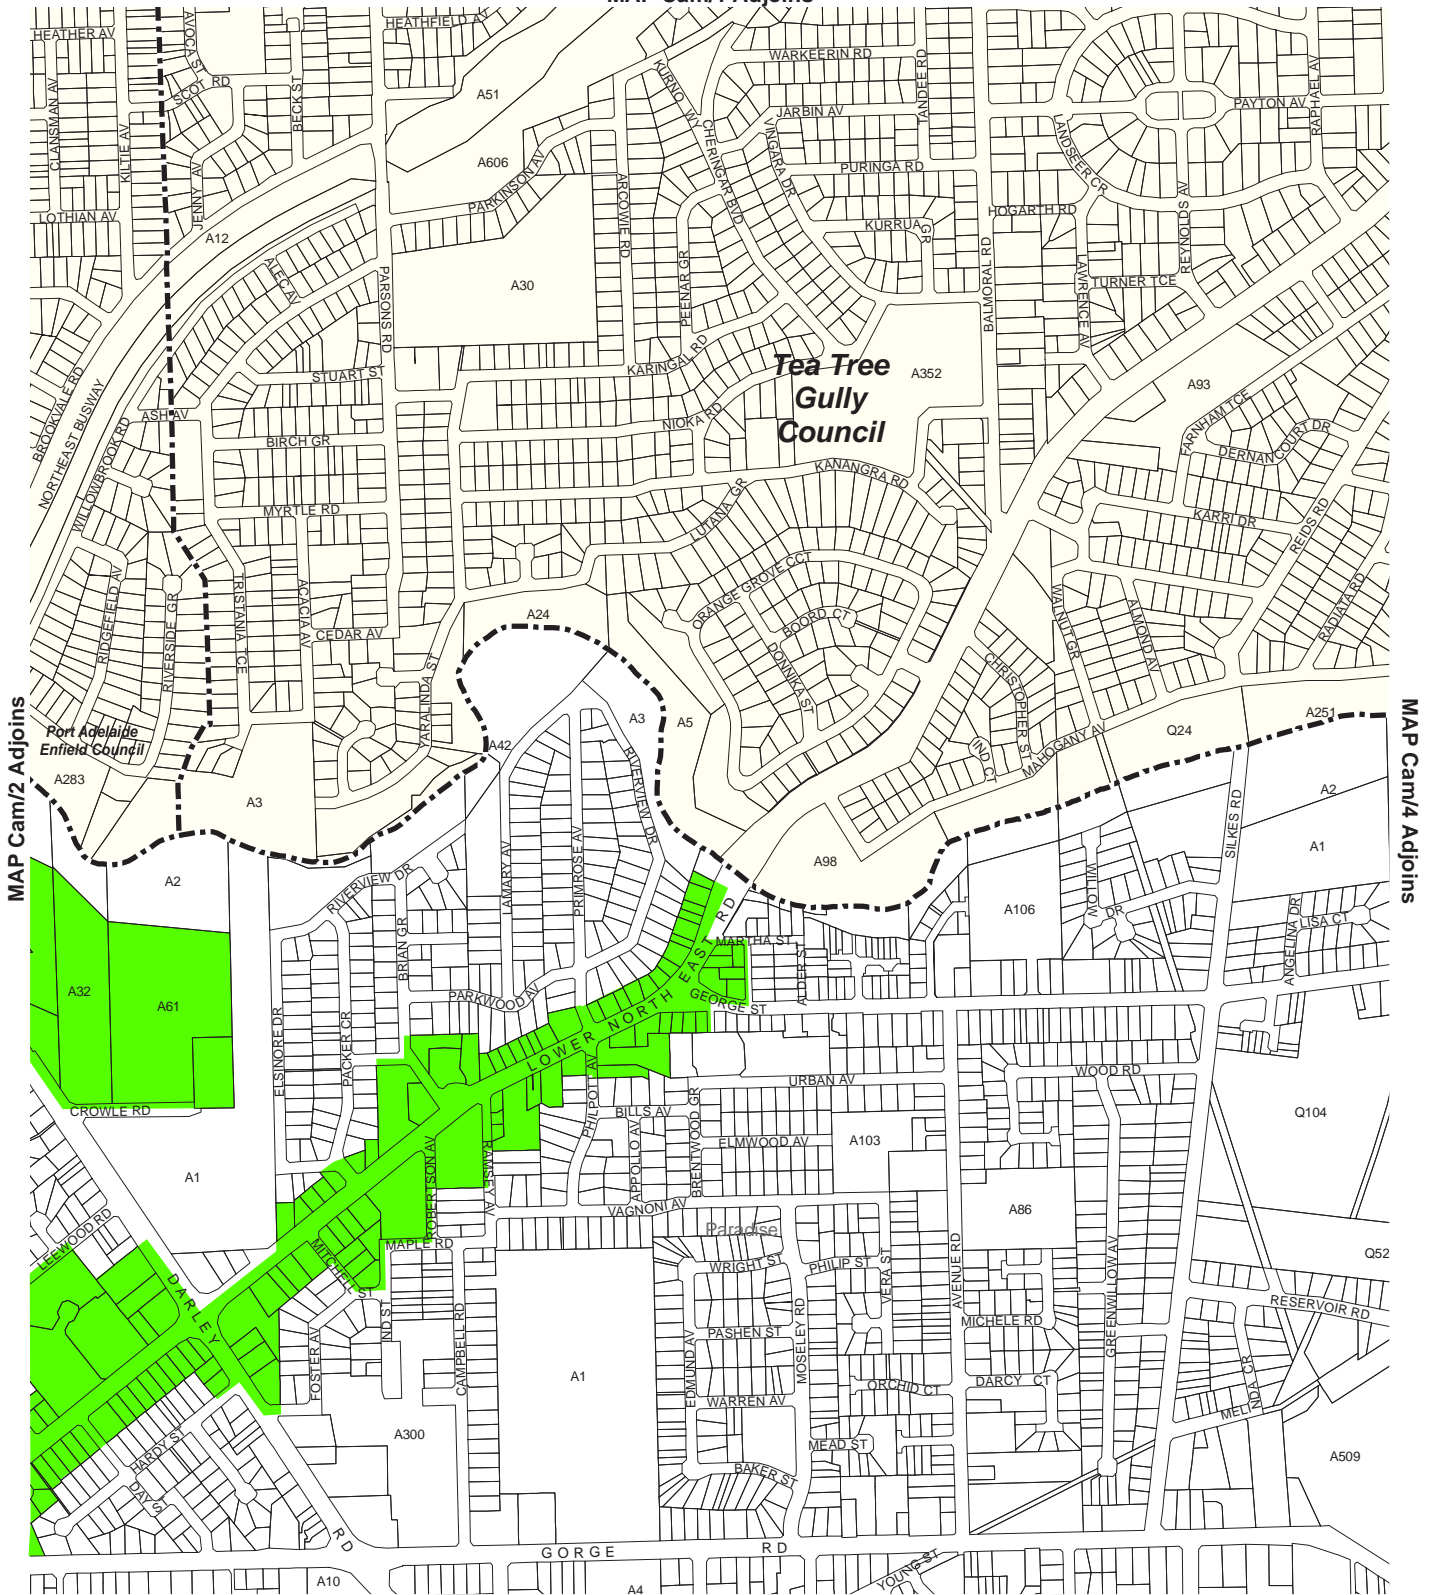 MAP Cam/1 Adjoins
HEATHER AV
AVOCA ST
HEATHFIELD AV
SCOT RD
BECK ST
CLANSMAN AV
KILTIE AV
JENNY AV
LOTHIAN AV
A51
A606
PARKINSON AV
A12
ALEC AV
PARSONS RD
A30
ARCOWIE RD
KURNO WY
CHERINGAR BVD
WARKEERIN RD
TANDEE RD
JARBIN AV
YINGARA DR
PURINGA RD
KURRUA GR
PEENAR GR
KARINGAL RD
NIOKA RD
BALMORAL RD
HOGARTH RD
LANDSEER CR
PAYTON AV
RAPHAEL AV
REYNOLDS AV
LAWRENCE AV
TURNER TCE
Tea Tree
Gully
Council
A352
A93
FARNHAM TCE
DERNANCOURT DR
KARRI DR
REIDS RD
RADIATA RD
BROOKVALE RD
NORTHEAST BUSWAY
WILLOWBROOK RD
ASH AV
STUART ST
BIRCH GR
MYRTLE RD
KANANGRA RD
LUTANA GR
ORANGE GROVE CCT
BOORD CT
DONNIKA ST
RIDGEFIELD AV
RIVERSIDE GR
TRISTANIA TCE
ACACIA AV
CEDAR AV
YARALINDA ST
A24
WALNUT GR
ALMOND AV
CHRISTOPHER ST
IND CT
MAHOGANY AV
Q24
A251
Port Adelaide
Enfield Council
A283
A3
A42
A3
A5
A98
MAP Cam/2 Adjoins
MAP Cam/4 Adjoins
A2
A1
SILKES RD
A2
RIVERVIEW DR
RIVERVIEW DR
LAMARY AV
PRIMROSE AV
BRIAN GR
PARKWOOD AV
A106
WILLOW DR
ANGELINA DR
LISA CT
A32
A61
ELSINORE DR
PACKER CR
LOWER NORTH EAST RD
MARTHA ST
ALDER ST
GEORGE ST
CROWLE RD
URBAN AV
WOOD RD
PHILPOTT AV
BILLS AV
APPOLLO AV
BRENTWOOD GR
ELMWOOD AV
A103
Q104
A1
ROBERTSON AV
RAMSEY AV
VAGNONI AV
Paradise
A86
LEEWOOD RD
MAPLE RD
MITCHELL ST
WRIGHT ST
PHILIP ST
VERA ST
AVENUE RD
GREENWILLOW AV
Q52
RESERVOIR RD
DARLEY RD
FOSTER AV
IND ST
CAMPBELL RD
PASHEN ST
MOSELEY RD
MICHELE RD
EDMUND AV
A1
ORCHID CT
DARCY CT
MELINDA CR
WARREN AV
A300
MEAD ST
A509
HARDY ST
DAY ST
BAKER ST
GORGE RD
A10
A4
YOUNG ST